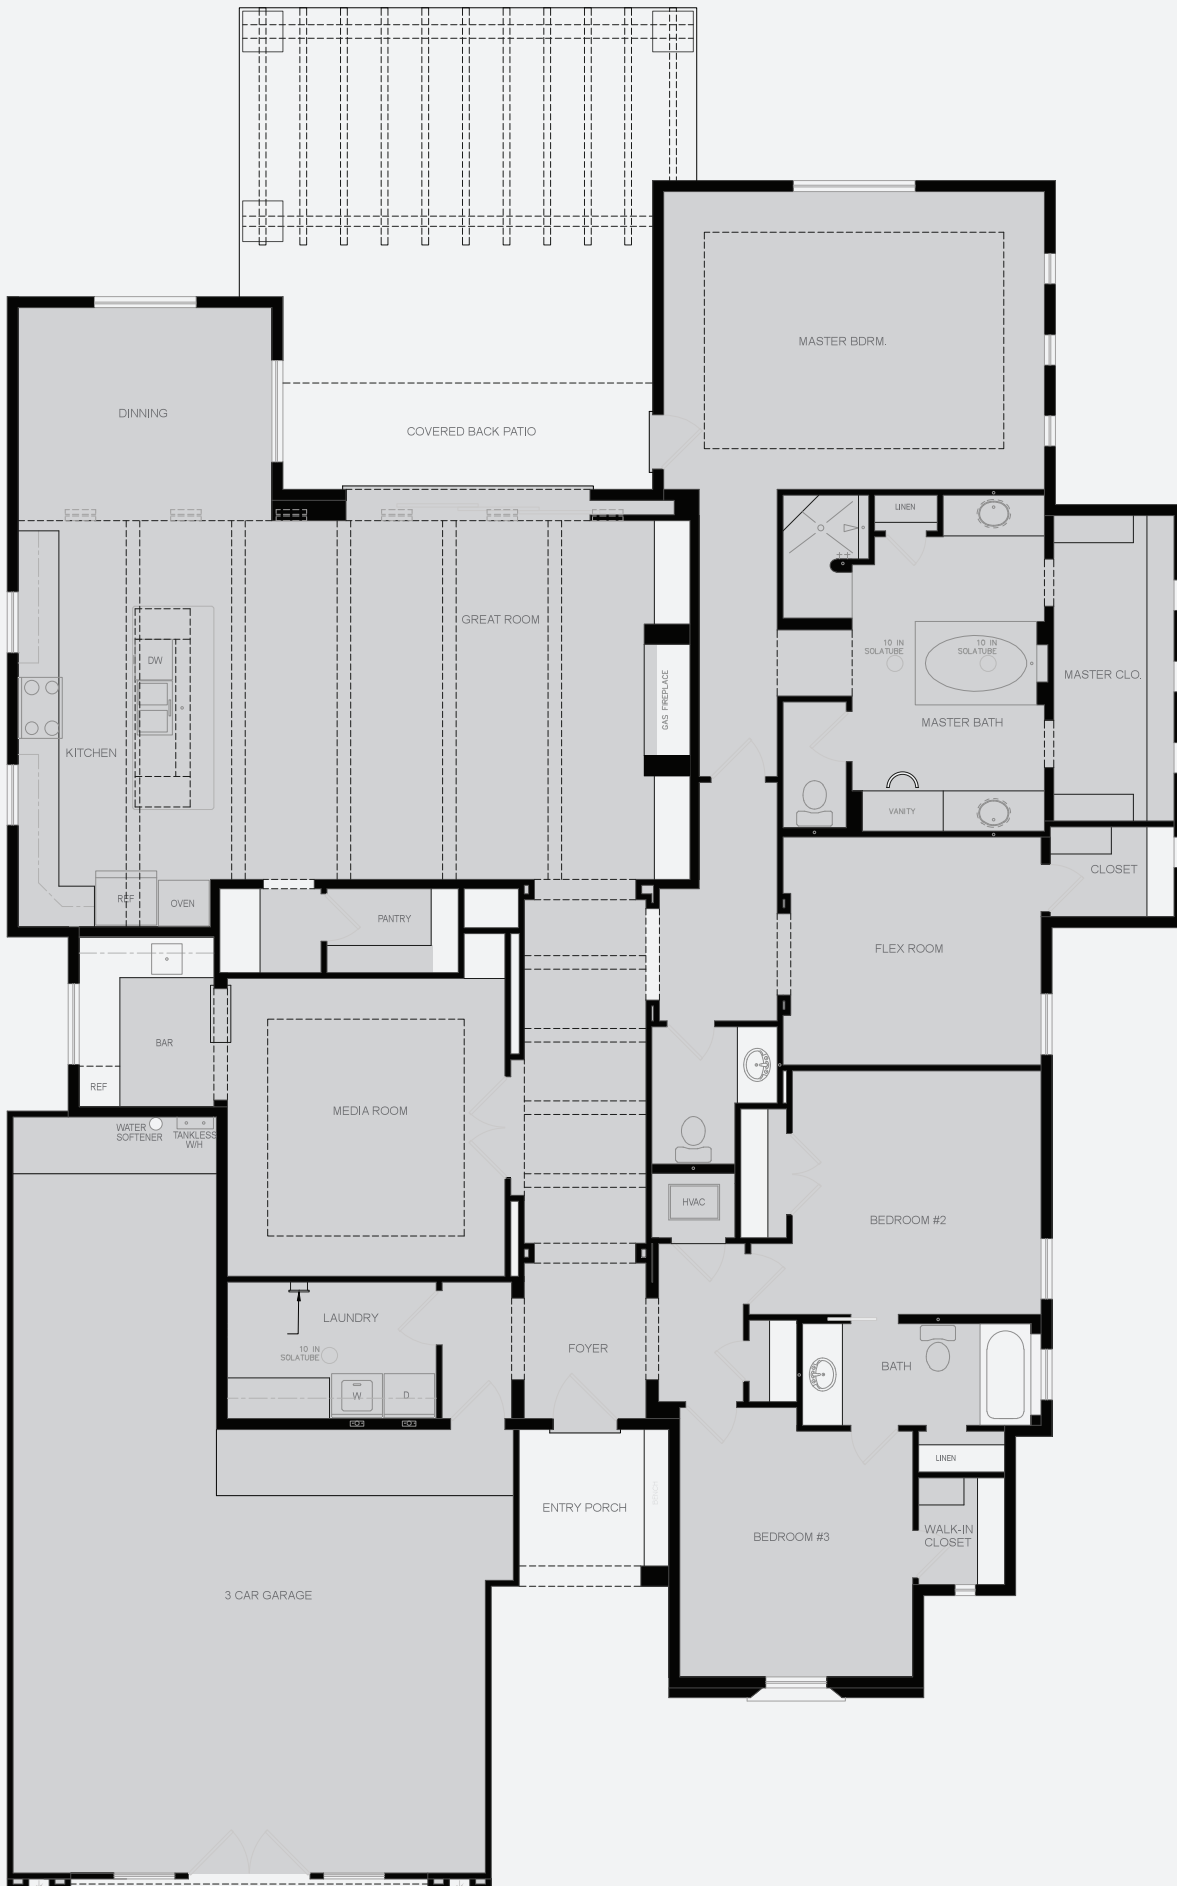 MASTER BDRM.
DINNING
COVERED BACK PATIO
LINEN
GREAT ROOM
10 IN
SOLATUBE
10 IN
SOLATUBE
DW
MASTER CLO.
GAS FIREPLACE
MASTER BATH
KITCHEN
VANITY
CLOSET
REF
OVEN
PANTRY
FLEX ROOM
BAR
REF
MEDIA ROOM
WATER
SOFTENER
TANKLESS
W/H
HVAC
BEDROOM #2
LAUNDRY
FOYER
10 IN
SOLATUBE
BATH
W
D
LINEN
ENTRY PORCH
BEDROOM #3
WALK-IN
CLOSET
3 CAR GARAGE